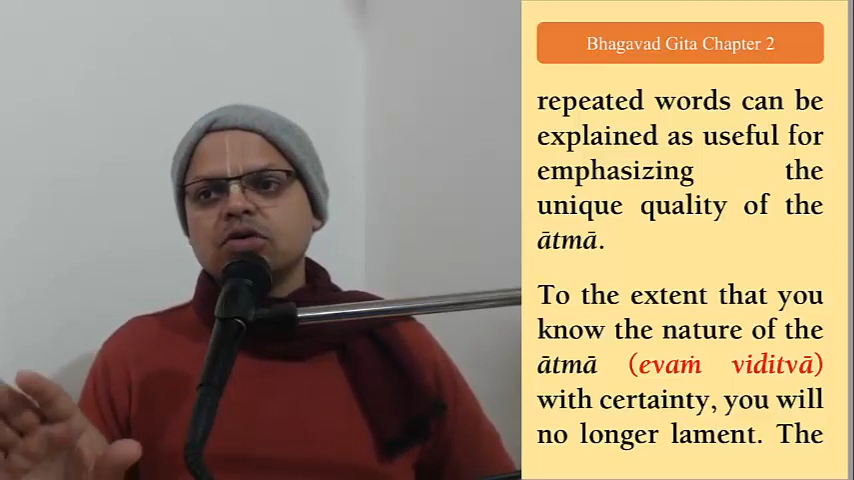 Bhagavad Gita Chapter 2
repeated words can be
explained as useful for
emphasizing the
unique quality of the
ātmā.
To the extent that you
know the nature of the
ātmā (evaṁ viditvā)
with certainty, you will
no longer lament. The